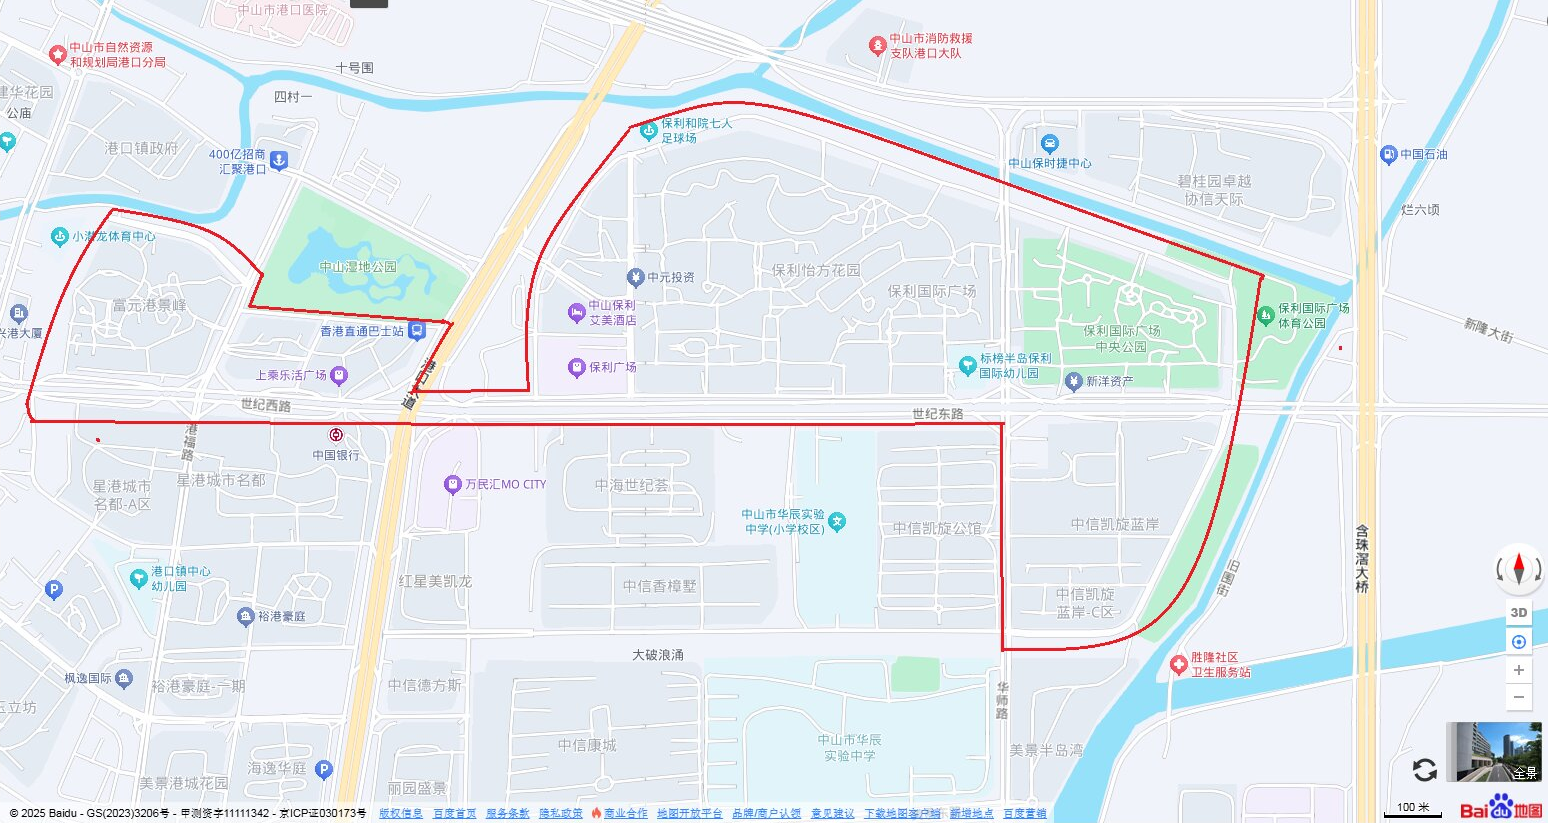 中山市港口医院
中山市自然资源
和规划局港口分局
建华花园
公庙
十号围
四村一
中山市消防救援
支队港口大队
保利和院七人
足球场
港口镇政府
400亿招商
汇聚港口
中山保时捷中心
中国石油
碧桂园卓越
协信天际
烂六顷
小潜龙体育中心
中山湿地公园
中元投资
保利怡方花园
保利国际广场
富元港景峰
兴港大厦
中山保利
艾美酒店
香港直通巴士站
保利国际广场
体育公园
保利国际广场
中央公园
新隆大街
上乘乐活广场
保利广场
标榜半岛保利
国际幼儿园
新洋资产
世纪西路
世纪东路
港福路
中国银行
星港城市
名都-A区
星港城市名都
万民汇MO CITY
中海世纪荟
中山市华辰实验
中学(小学校区)
中信凯旋公馆
中信凯旋蓝岸
含珠滘大桥
港口镇中心
幼儿园
红星美凯龙
中信香樟墅
中信凯旋
蓝岸-C区
旧围街
裕港豪庭
大破浪涌
胜隆社区
卫生服务站
枫逸国际
裕港豪庭-一期
中信德方斯
华师路
3D
玉立坊
中信康城
中山市华辰
实验中学
美景半岛湾
美景港城花园
海逸华庭
丽园盛景
全景
100 米
Bai 地图
© 2025 Baidu - GS(2023)3206号 - 甲测资字11111342 - 京ICP证030173号 版权信息 百度首页 服务条款 隐私政策 商业合作 地图开放平台 品牌/商户认领 意见建议 下载地图客户端 新增地点 百度营销